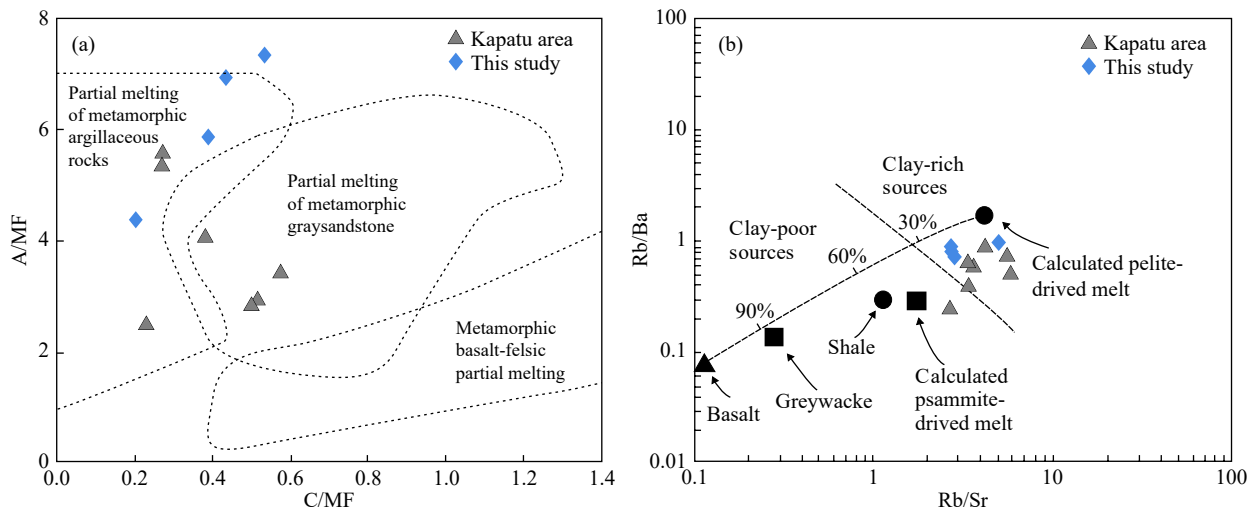 (a)
Kapatu area
This study
Partial melting
of metamorphic
argillaceous
rocks
Partial melting
of metamorphic
graysandstone
Metamorphic
basalt-felsic
partial melting
A/MF
8
6
4
2
0
0.0
0.2
0.4
0.6
0.8
1.0
1.2
1.4
C/MF
(b)
Kapatu area
This study
Clay-rich
sources
Clay-poor
sources
30%
60%
90%
Calculated pelite-
drived melt
Shale
Calculated
psammite-
drived melt
Greywacke
Basalt
Rb/Ba
100
10
1
0.1
0.01
0.1
1
10
100
Rb/Sr